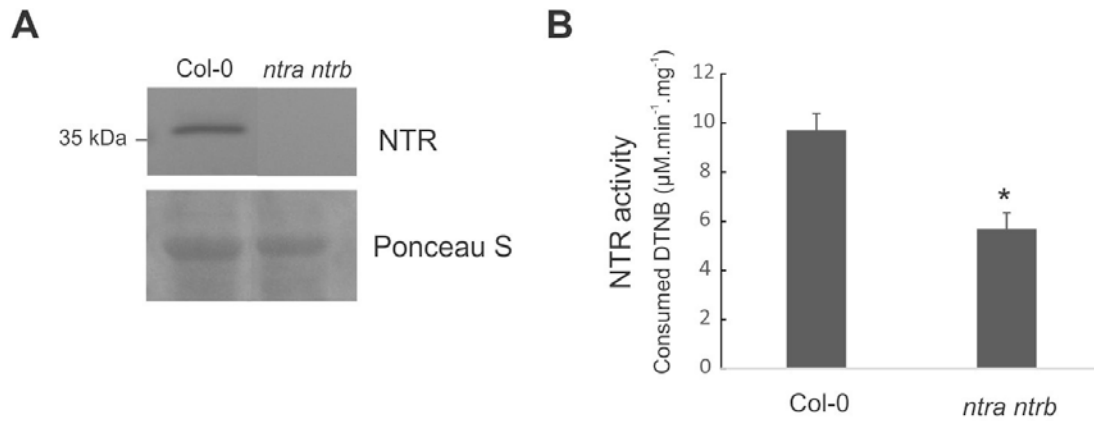 A
Col-0 ntra ntrb
35 kDa
NTR
Ponceau S
B
NTR activity
Consumed DTNB (µM.min⁻¹.mg⁻¹)
12
10
8
6
4
2
0
*
Col-0 ntra ntrb